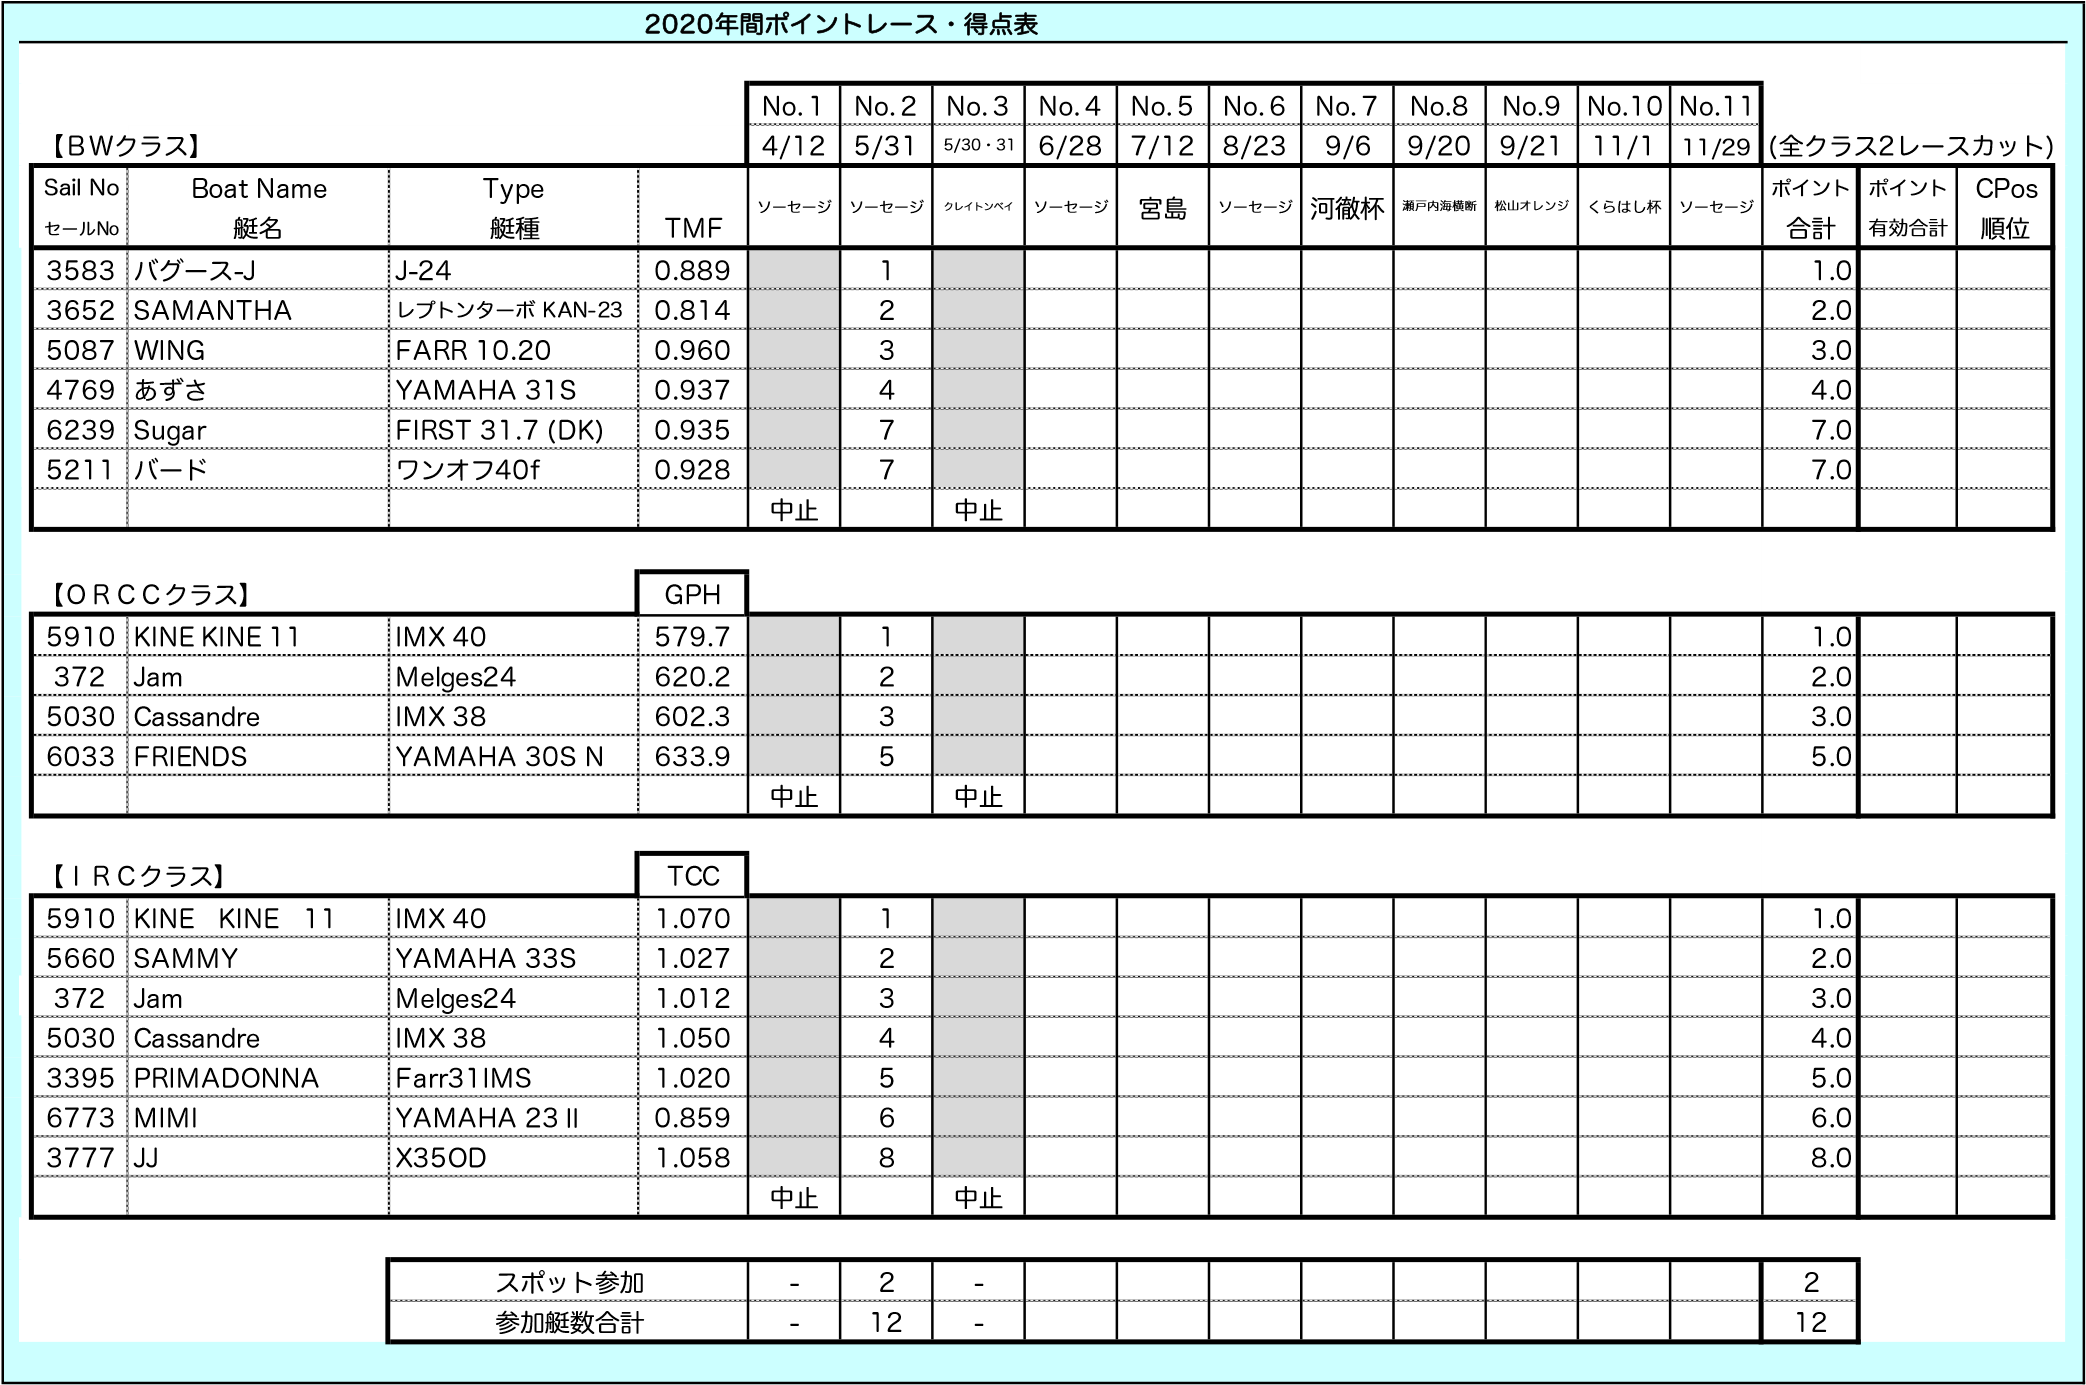 2020年間ポイントレース・得点表
No. 1 No. 2 No. 3 No. 4 No. 5 No. 6 No. 7 No.8 No.9 No.10 No.11
【ＢＷクラス】 4/12 5/31 5/30・31 6/28 7/12 8/23 9/6 9/20 9/21 11/1 11/29 (全クラス2レースカット)
Sail No Boat Name Type ポイント ポイント CPos
ソーセージ ソーセージ クレイトンベイ ソーセージ 宮島 ソーセージ 河徹杯 瀬戸内海横断 松山オレンジ くらはし杯 ソーセージ
セールNo 艇名 艇種 TMF 合計 有効合計 順位
3583 バグース-J J-24 0.889 1 1.0
3652 SAMANTHA レプトンターボ KAN-23 0.814 2 2.0
5087 WING FARR 10.20 0.960 3 3.0
4769 あずさ YAMAHA 31S 0.937 4 4.0
6239 Sugar FIRST 31.7 (DK) 0.935 7 7.0
5211 バード ワンオフ40f 0.928 7 7.0
中止 中止
【ＯＲＣＣクラス】 GPH
5910 KINE KINE 11 IMX 40 579.7 1 1.0
372 Jam Melges24 620.2 2 2.0
5030 Cassandre IMX 38 602.3 3 3.0
6033 FRIENDS YAMAHA 30S N 633.9 5 5.0
中止 中止
【ＩＲＣクラス】 TCC
5910 KINE　KINE　11 IMX 40 1.070 1 1.0
5660 SAMMY YAMAHA 33S 1.027 2 2.0
372 Jam Melges24 1.012 3 3.0
5030 Cassandre IMX 38 1.050 4 4.0
3395 PRIMADONNA Farr31IMS 1.020 5 5.0
6773 MIMI YAMAHA 23 II 0.859 6 6.0
3777 JJ X35OD 1.058 8 8.0
中止 中止
スポット参加 - 2 - 2
参加艇数合計 - 12 - 12